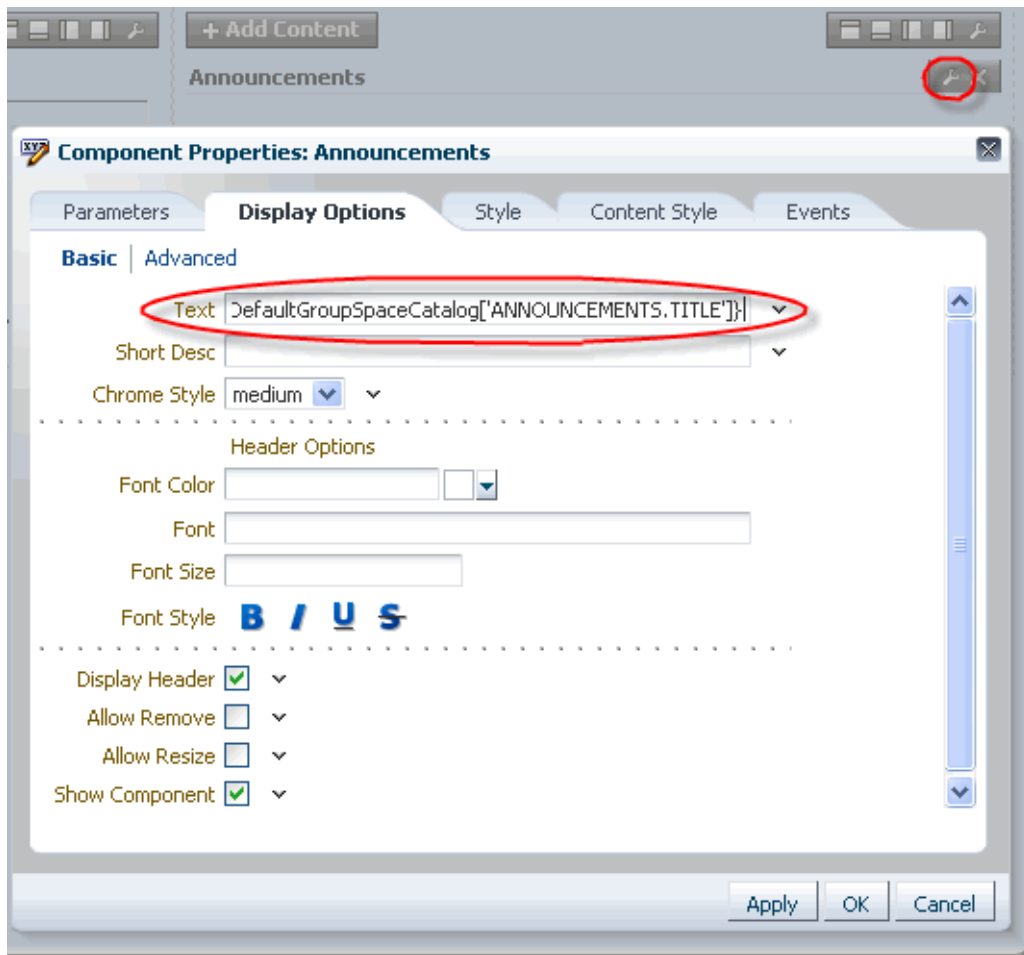 + Add Content
Announcements
Component Properties: Announcements
Parameters Display Options Style Content Style Events
Basic | Advanced
Text DefaultGroupSpaceCatalog['ANNOUNCEMENTS.TITLE']}
Short Desc
Chrome Style medium
Header Options
Font Color
Font
Font Size
Font Style B I U S
Display Header
Allow Remove
Allow Resize
Show Component
Apply OK Cancel